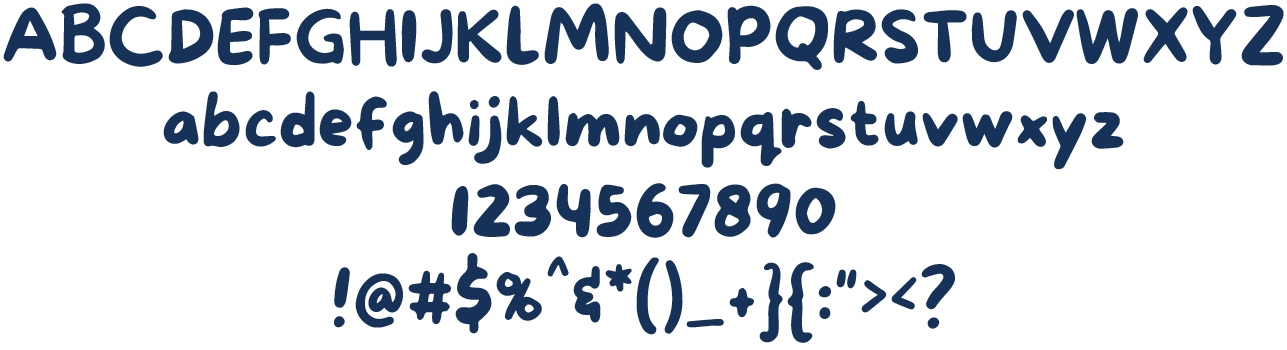 ABCDEFGHIJKLMNOPQRSTUVWXYZ
abcdefghijklmnopqrstuvwxyz
1234567890
!@#$%^&*()_+}{:"><?